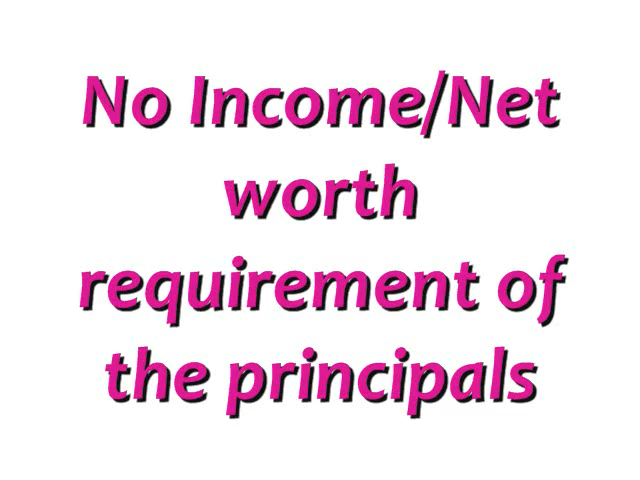 No Income/Net
worth
requirement of
the principals